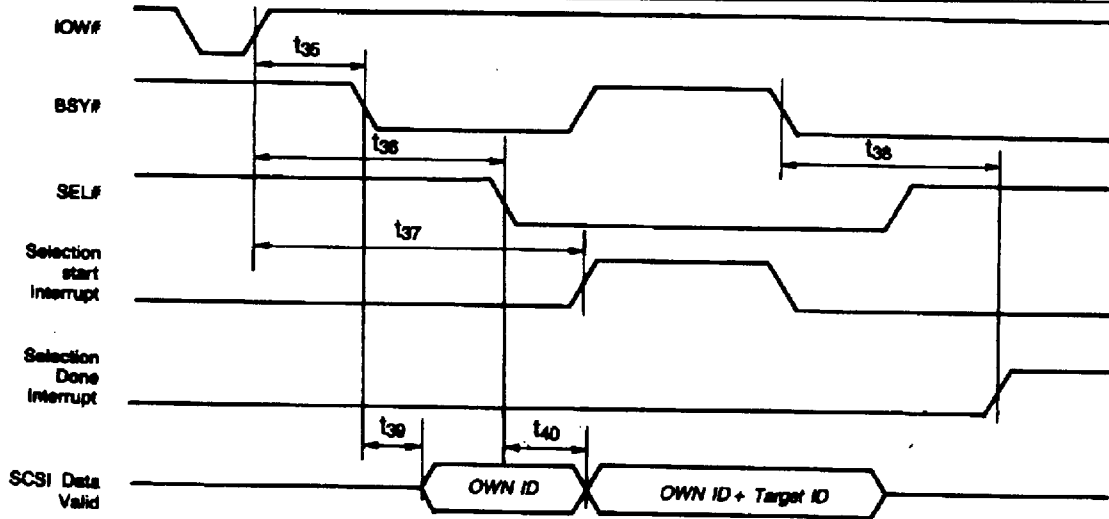 IOW#
t35
BSY#
t36
t38
SEL#
t37
Selection
start
Interrupt
Selection
Done
Interrupt
t39
t40
SCSI Data
Valid
OWN ID
OWN ID + Target ID